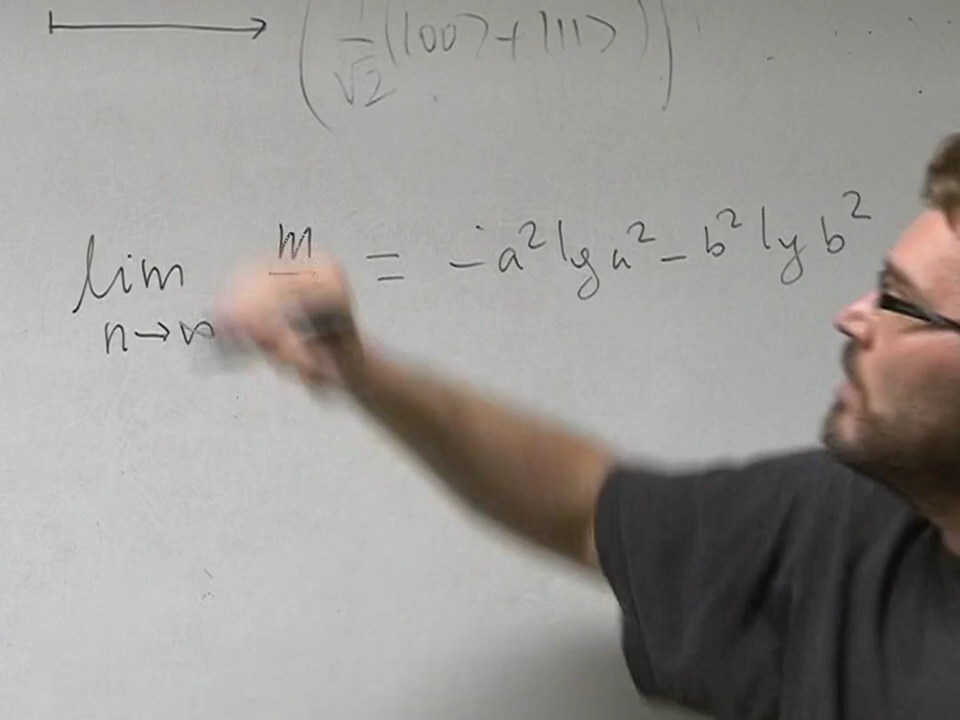 (1/√2(|00⟩+|11⟩))
lim m = -a² lg a² - b² lg b²
n→∞